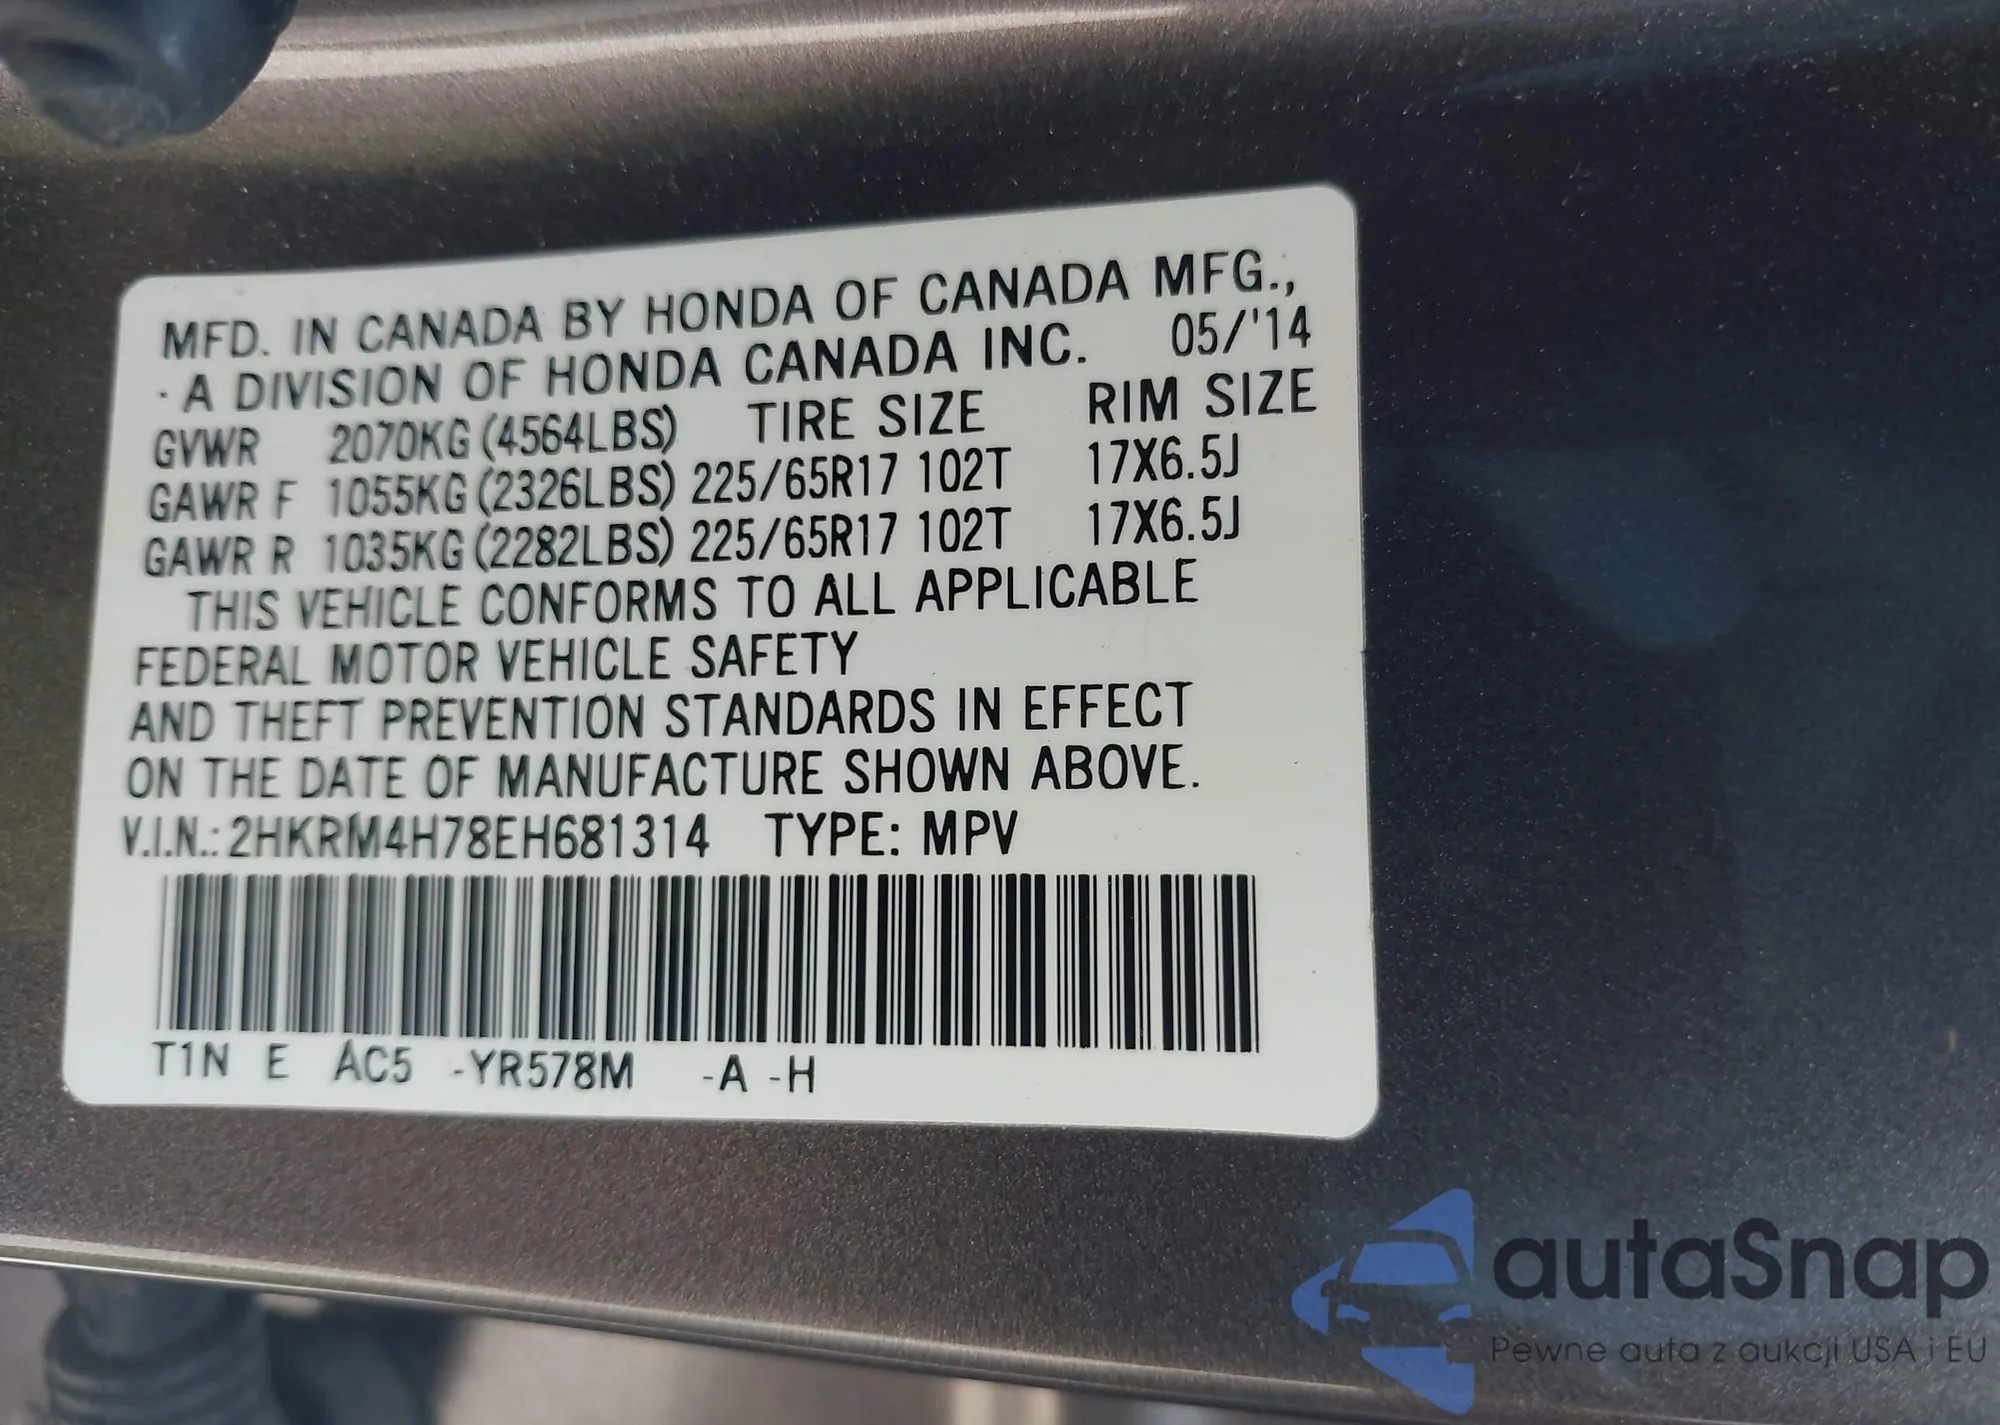 MFD. IN CANADA BY HONDA OF CANADA MFG.,
· A DIVISION OF HONDA CANADA INC. 05/'14
GVWR 2070KG (4564LBS) TIRE SIZE RIM SIZE
GAWR F 1055KG (2326LBS) 225/65R17 102T 17X6.5J
GAWR R 1035KG (2282LBS) 225/65R17 102T 17X6.5J
THIS VEHICLE CONFORMS TO ALL APPLICABLE
FEDERAL MOTOR VEHICLE SAFETY
AND THEFT PREVENTION STANDARDS IN EFFECT
ON THE DATE OF MANUFACTURE SHOWN ABOVE.
V.I.N.: 2HKRM4H78EH681314 TYPE: MPV
T1N E AC5 -YR578M -A -H
autaSnap
Pewne auta z aukcji USA i EU